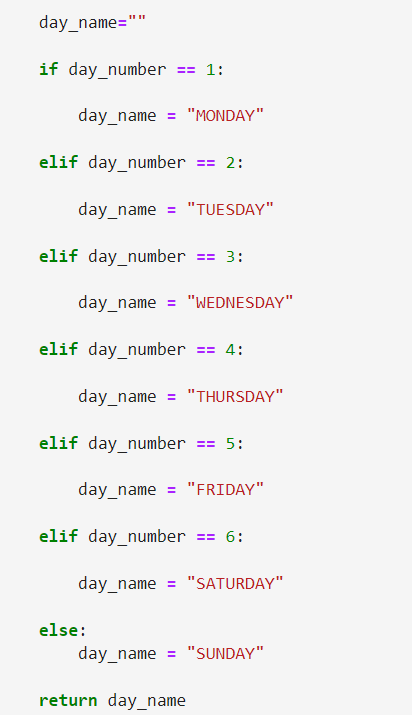 day_name=""
if day_number == 1:
day_name = "MONDAY"
elif day_number == 2:
day_name = "TUESDAY"
elif day_number == 3:
day_name = "WEDNESDAY"
elif day_number == 4:
day_name = "THURSDAY"
elif day_number == 5:
day_name = "FRIDAY"
elif day_number == 6:
day_name = "SATURDAY"
else:
day_name = "SUNDAY"
return day_name